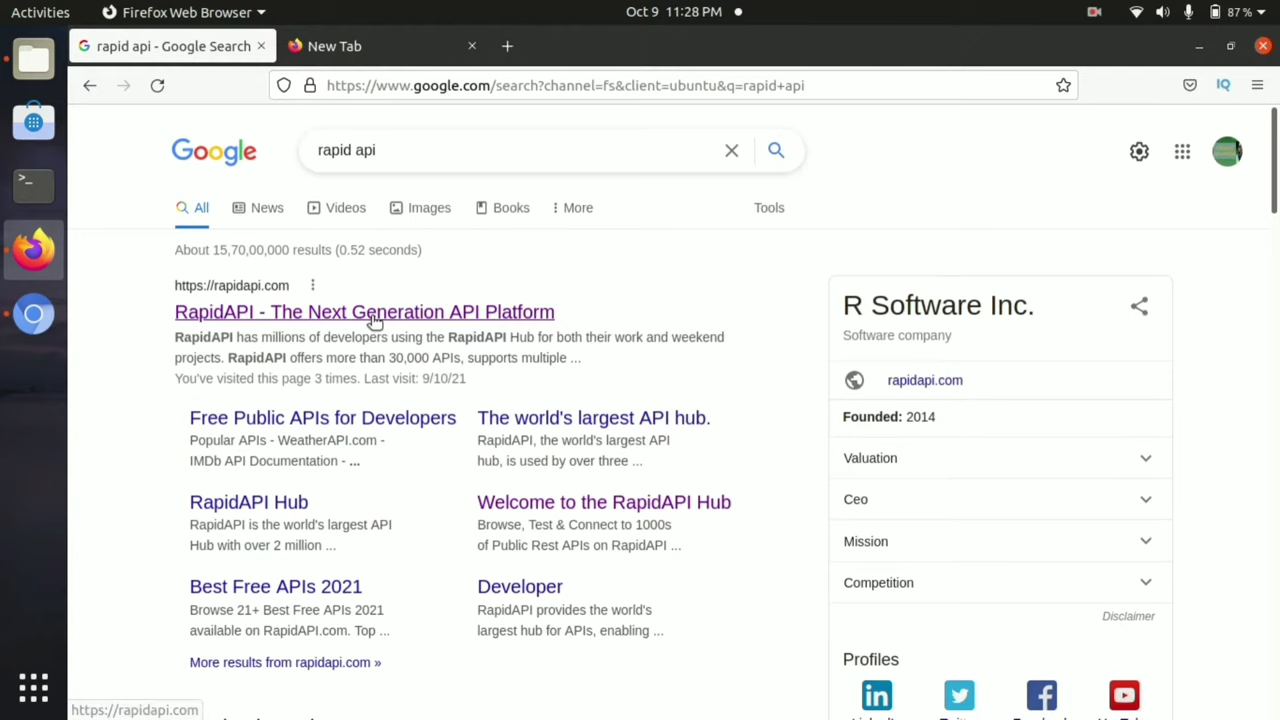 Activities
Firefox Web Browser
Oct 9 11:28 PM
87 %
rapid api - Google Search
New Tab
https://www.google.com/search?channel=fs&client=ubuntu&q=rapid+api
IQ
Google
rapid api
All
News
Videos
Images
Books
More
Tools
About 15,70,00,000 results (0.52 seconds)
https://rapidapi.com
RapidAPI - The Next Generation API Platform
RapidAPI has millions of developers using the RapidAPI Hub for both their work and weekend
projects. RapidAPI offers more than 30,000 APIs, supports multiple ...
You've visited this page 3 times. Last visit: 9/10/21
Free Public APIs for Developers
Popular APIs - WeatherAPI.com -
IMDb API Documentation - ...
The world's largest API hub.
RapidAPI, the world's largest API
hub, is used by over three ...
RapidAPI Hub
RapidAPI is the world's largest API
Hub with over 2 million ...
Welcome to the RapidAPI Hub
Browse, Test & Connect to 1000s
of Public Rest APIs on RapidAPI ...
Best Free APIs 2021
Browse 21+ Best Free APIs 2021
available on RapidAPI.com. Top ...
Developer
RapidAPI provides the world's
largest hub for APIs, enabling ...
More results from rapidapi.com »
R Software Inc.
Software company
rapidapi.com
Founded: 2014
Valuation
Ceo
Mission
Competition
Disclaimer
Profiles
https://rapidapi.com